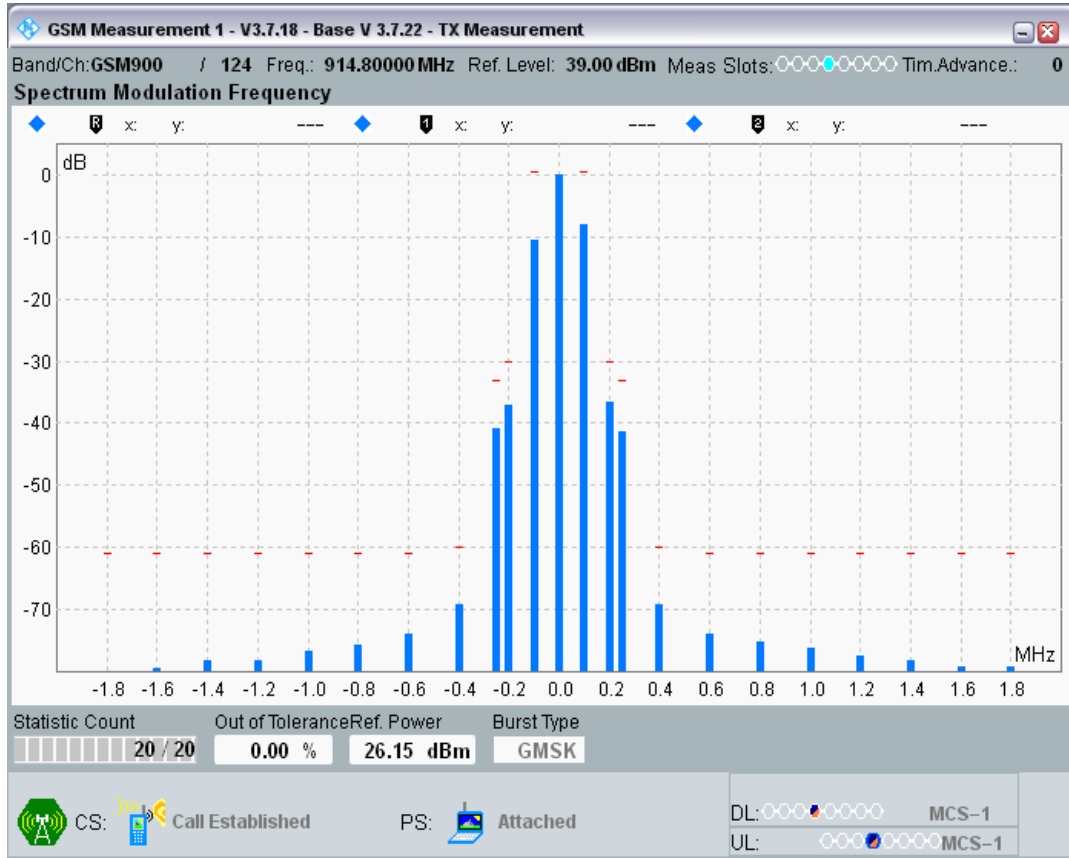 GSM Measurement 1 - V3.7.18 - Base V 3.7.22 - TX Measurement
Band/Ch:GSM900 / 124 Freq.: 914.80000 MHz Ref. Level: 39.00 dBm Meas Slots: Tim.Advance.: 0
Spectrum Modulation Frequency
R x: y: --- 1 x: y: --- 2 x: y: ---
dB
0
-10
-20
-30
-40
-50
-60
-70
MHz
-1.8 -1.6 -1.4 -1.2 -1.0 -0.8 -0.6 -0.4 -0.2 0.0 0.2 0.4 0.6 0.8 1.0 1.2 1.4 1.6 1.8
Statistic Count Out of Tolerance Ref. Power Burst Type
20 / 20 0.00 % 26.15 dBm GMSK
CS: Call Established PS: Attached
DL: MCS-1
UL: MCS-1